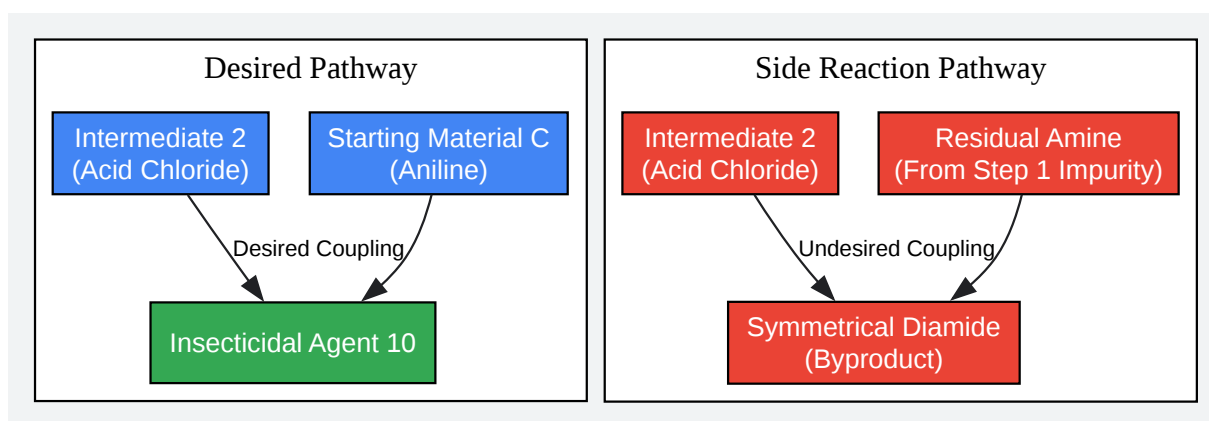 Desired Pathway
Intermediate 2
(Acid Chloride)
Starting Material C
(Aniline)
Desired Coupling
Insecticidal Agent 10
Side Reaction Pathway
Intermediate 2
(Acid Chloride)
Residual Amine
(From Step 1 Impurity)
Undesired Coupling
Symmetrical Diamide
(Byproduct)